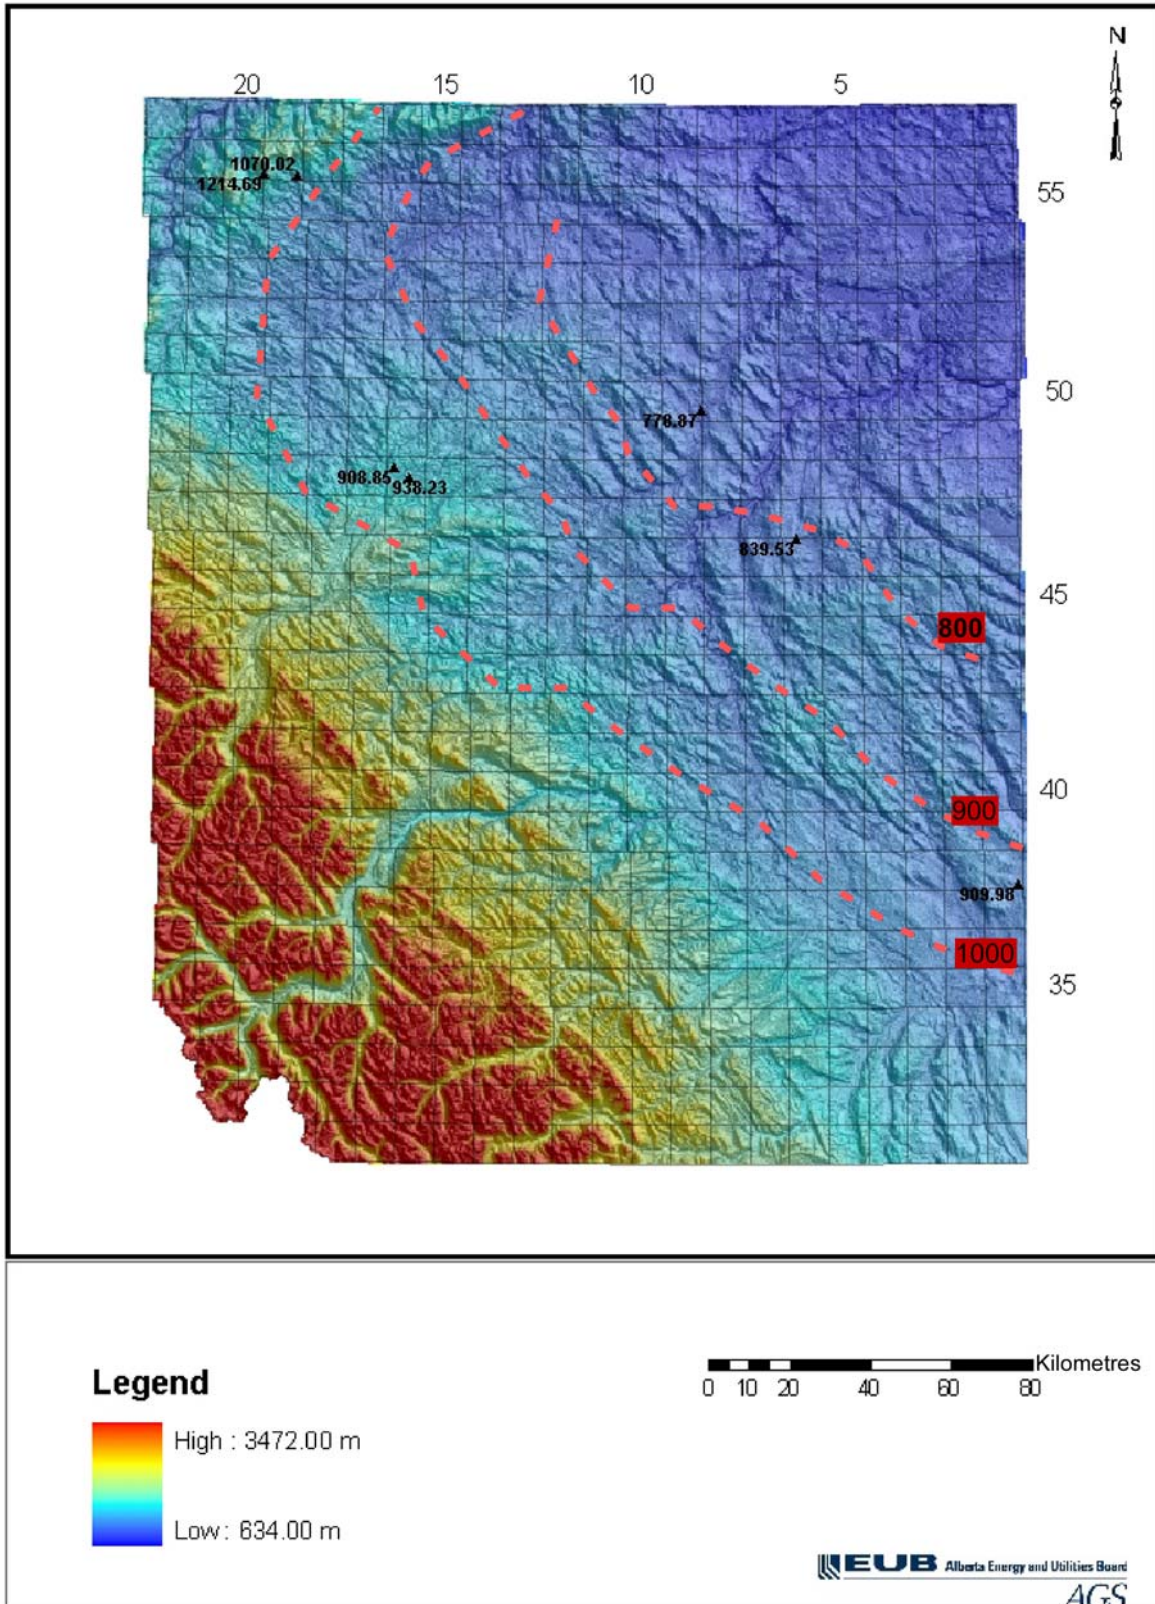 N
20 15 10 5
55
1070.02
1214.69
50
778.87
908.85
938.23
839.53
45
800
40
900
909.98
1000
35
Legend
High : 3472.00 m
Low : 634.00 m
Kilometres
0 10 20 40 60 80
EUB Alberta Energy and Utilities Board
AGS